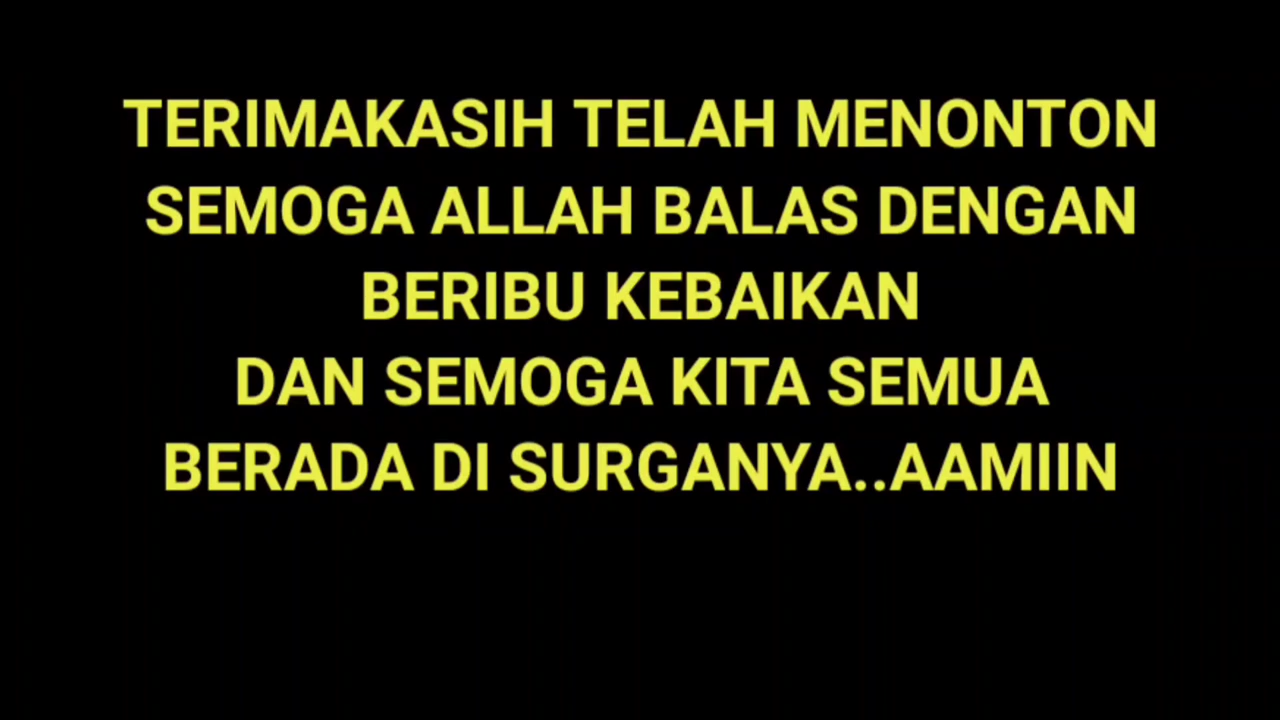 TERIMAKASIH TELAH MENONTON
SEMOGA ALLAH BALAS DENGAN
BERIBU KEBAIKAN
DAN SEMOGA KITA SEMUA
BERADA DI SURGANYA..AAMIIN